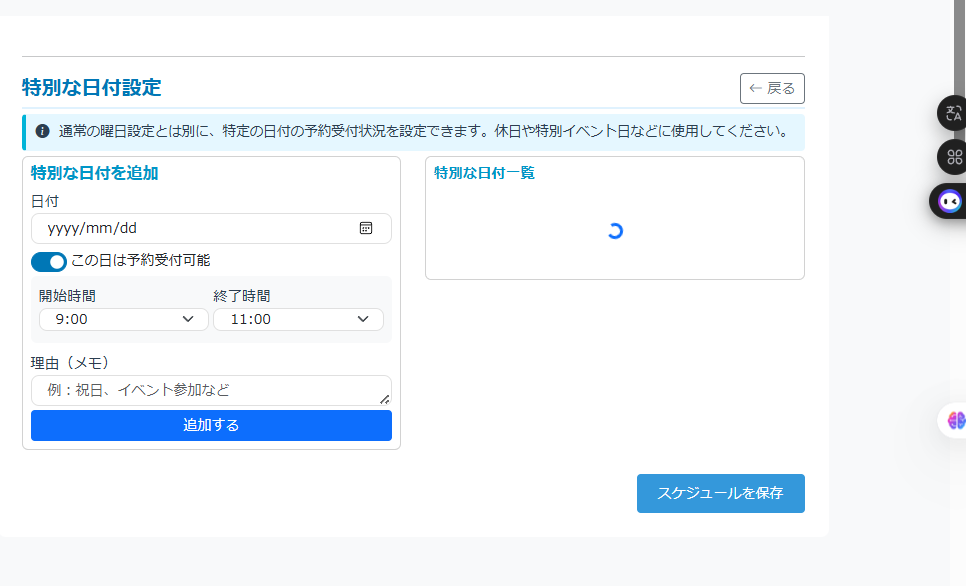 特別な日付設定
← 戻る
通常の曜日設定とは別に、特定の日付の予約受付状況を設定できます。休日や特別イベント日などに使用してください。
特別な日付を追加
日付
yyyy/mm/dd
この日は予約受付可能
開始時間 終了時間
9:00 11:00
理由（メモ）
例：祝日、イベント参加など
追加する
特別な日付一覧
スケジュールを保存